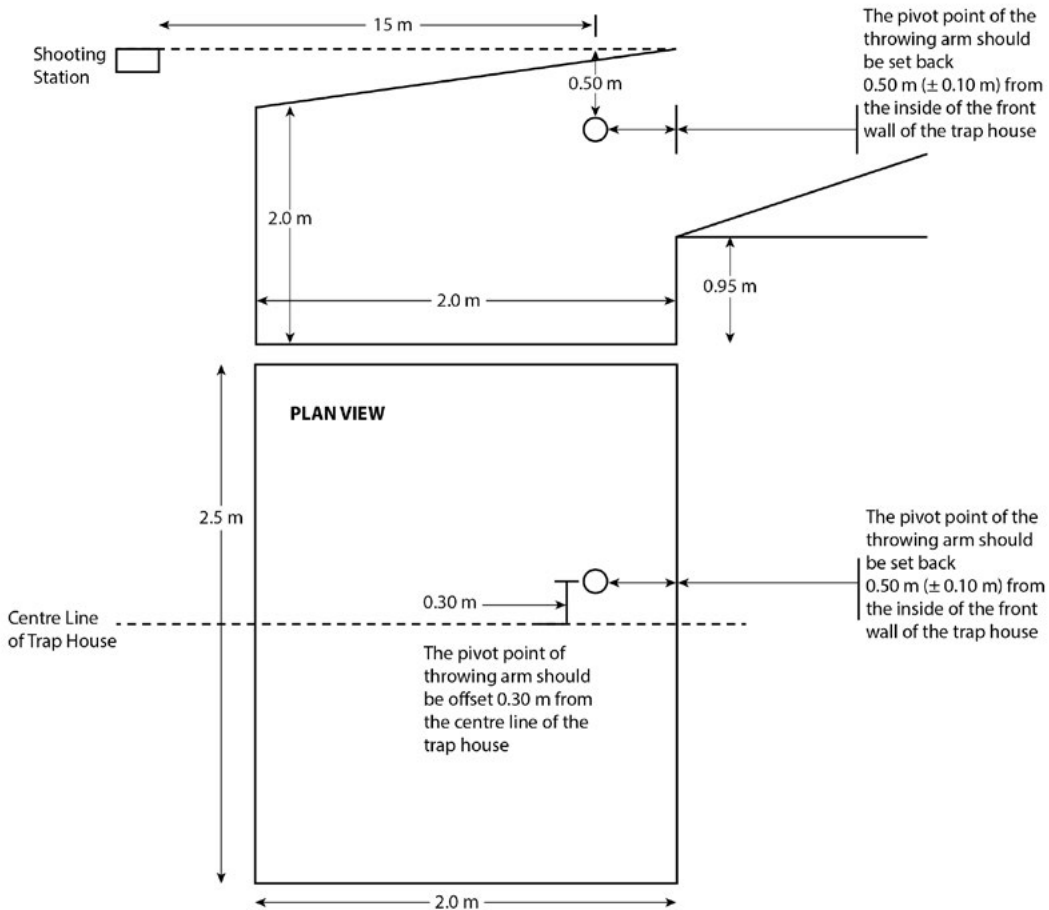 15 m
Shooting
Station
0.50 m
The pivot point of the
throwing arm should
be set back
0.50 m (± 0.10 m) from
the inside of the front
wall of the trap house
2.0 m
2.0 m
0.95 m
PLAN VIEW
2.5 m
0.30 m
The pivot point of the
throwing arm should
be set back
0.50 m (± 0.10 m) from
the inside of the front
wall of the trap house
Centre Line
of Trap House
The pivot point of
throwing arm should
be offset 0.30 m from
the centre line of the
trap house
2.0 m